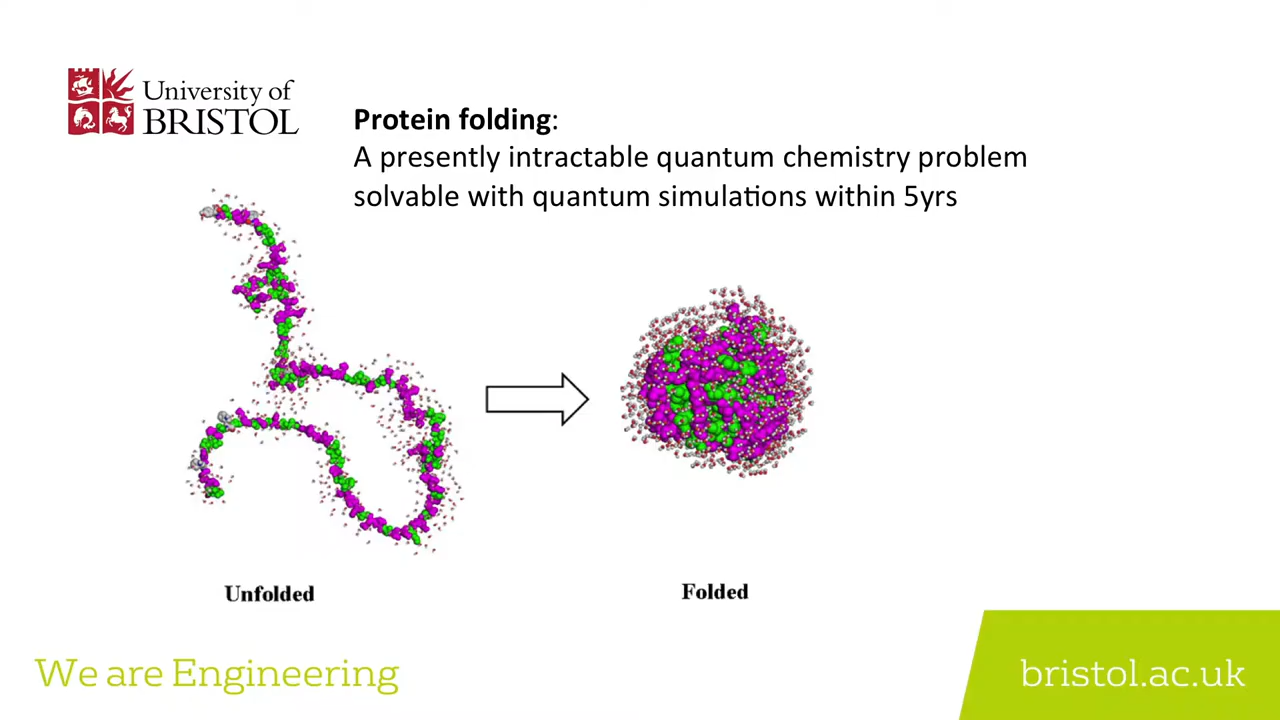 University of
BRISTOL
Protein folding:
A presently intractable quantum chemistry problem
solvable with quantum simulations within 5yrs
Unfolded
Folded
We are Engineering
bristol.ac.uk